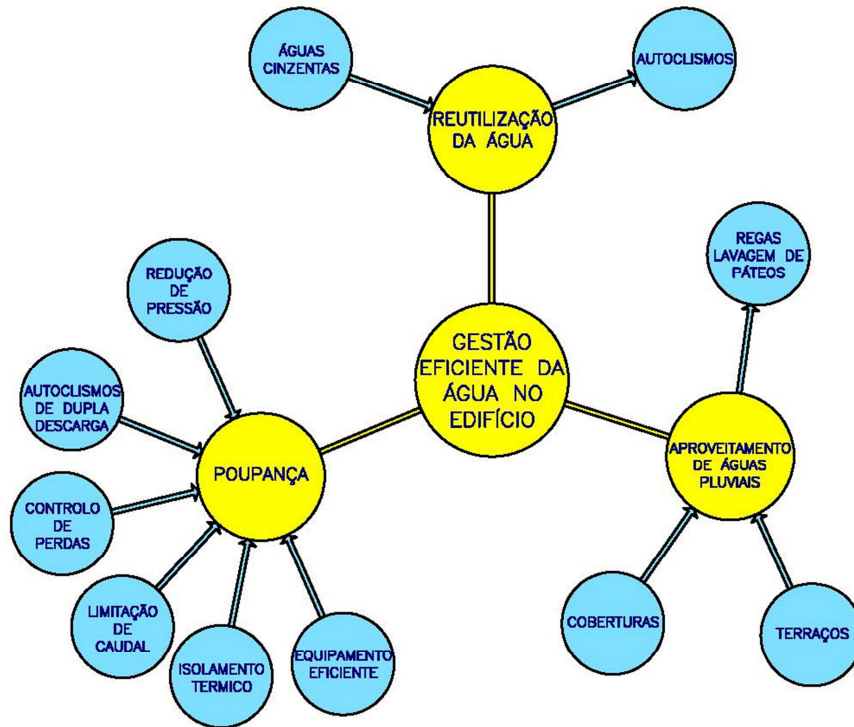 ÁGUAS
CINZENTAS
AUTOCLISMOS
REUTILIZAÇÃO
DA ÁGUA
REGAS
LAVAGEM DE
PÁTEOS
REDUÇÃO
DE
PRESSÃO
GESTÃO
EFICIENTE DA
ÁGUA NO
EDIFÍCIO
AUTOCLISMOS
DE DUPLA
DESCARGA
POUPANÇA
APROVEITAMENTO
DE ÁGUAS
PLUVIAIS
CONTROLO
DE
PERDAS
LIMITAÇÃO
DE
CAUDAL
ISOLAMENTO
TERMICO
EQUIPAMENTO
EFICIENTE
COBERTURAS
TERRAÇOS